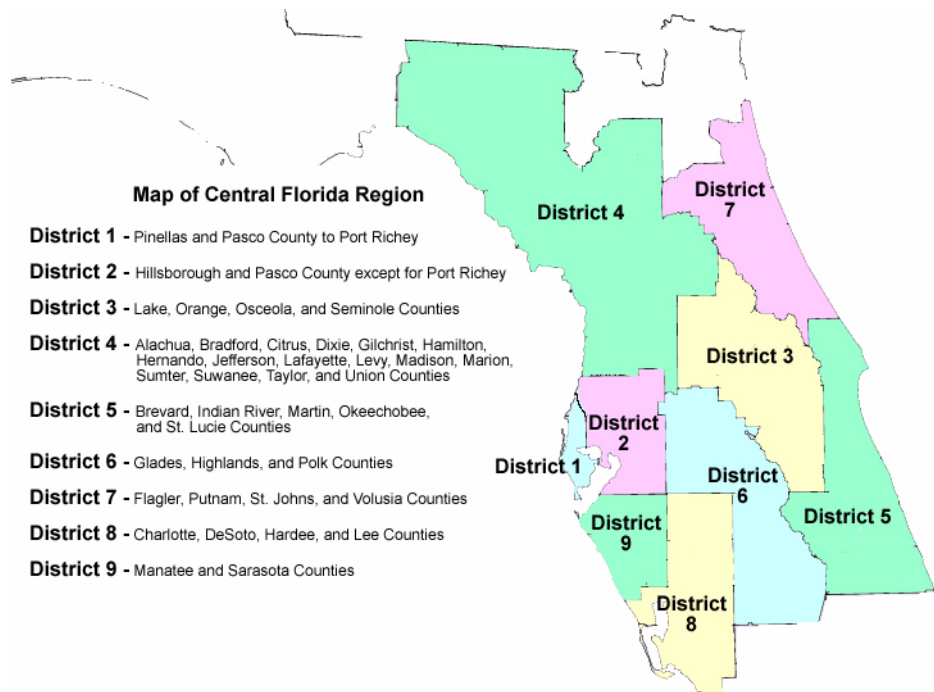 Map of Central Florida Region
District 1 - Pinellas and Pasco County to Port Richey
District 2 - Hillsborough and Pasco County except for Port Richey
District 3 - Lake, Orange, Osceola, and Seminole Counties
District 4 - Alachua, Bradford, Citrus, Dixie, Gilchrist, Hamilton,
Hernando, Jefferson, Lafayette, Levy, Madison, Marion,
Sumter, Suwanee, Taylor, and Union Counties
District 5 - Brevard, Indian River, Martin, Okeechobee,
and St. Lucie Counties
District 6 - Glades, Highlands, and Polk Counties
District 7 - Flagler, Putnam, St. Johns, and Volusia Counties
District 8 - Charlotte, DeSoto, Hardee, and Lee Counties
District 9 - Manatee and Sarasota Counties
District
7
District 4
District 3
District
2
District 1
District
6
District 5
District
9
District
8